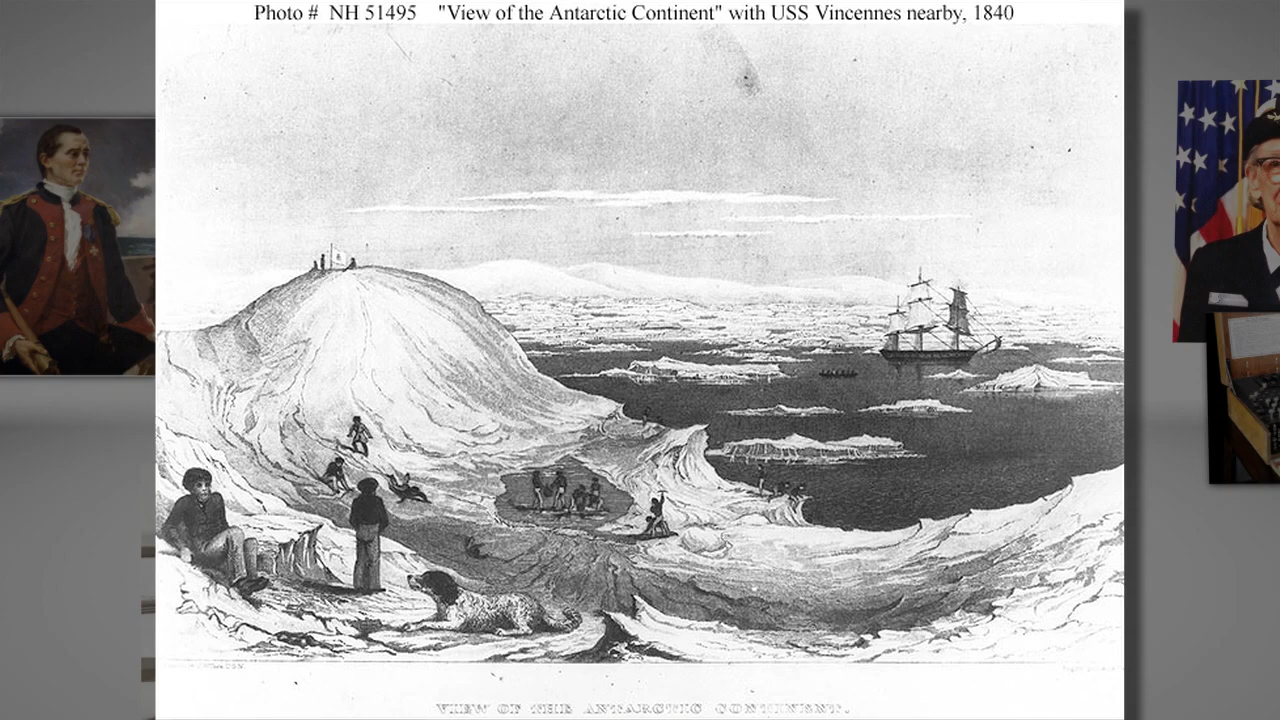 Photo # NH 51495 "View of the Antarctic Continent" with USS Vincennes nearby, 1840
VIEW OF THE ANTARCTIC CONTINENT.